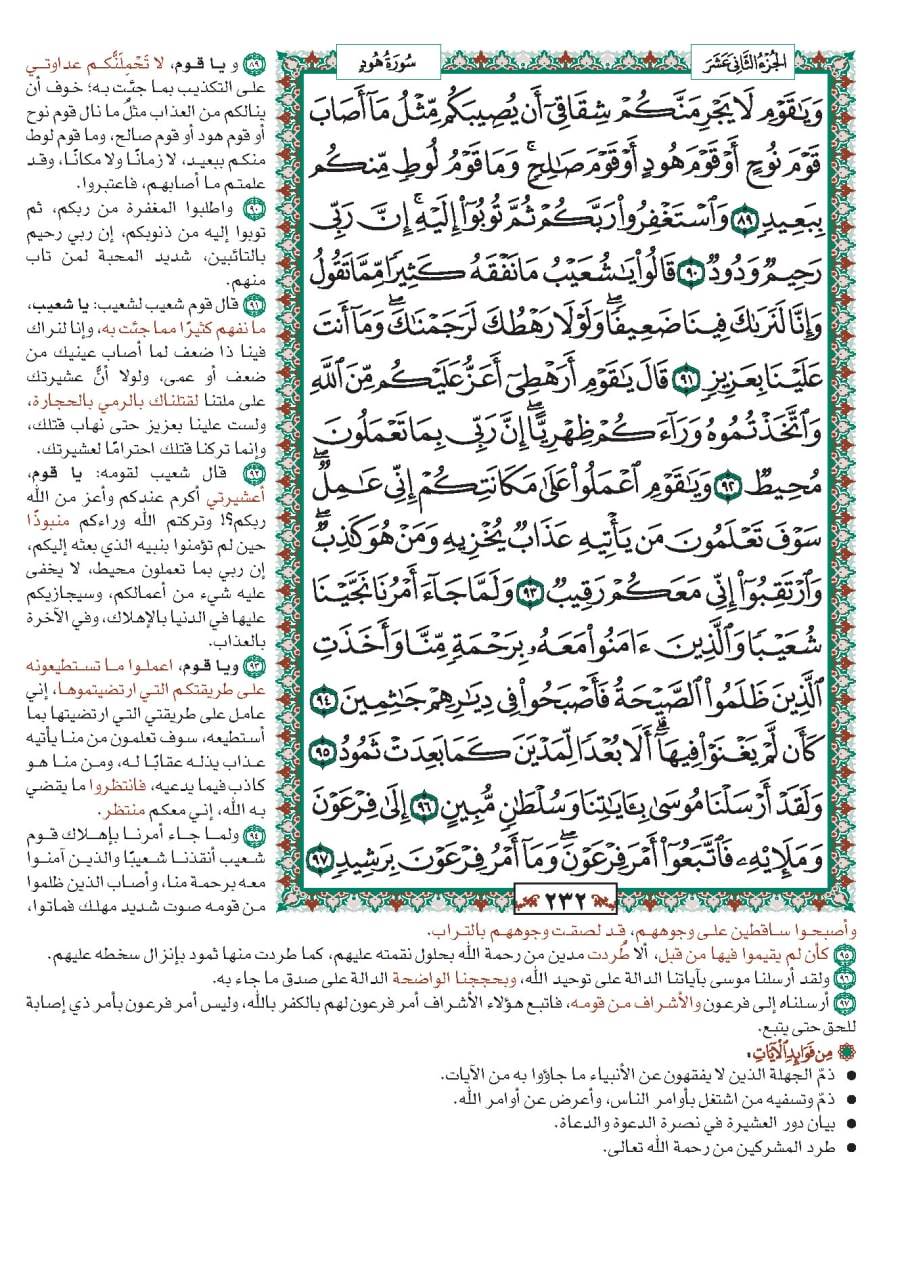 الجزء الثاني عشر
سورة هود
وَيَٰقَوۡمِ لَا يَجۡرِمَنَّكُمۡ شِقَاقِيٓ أَن يُصِيبَكُم مِّثۡلُ مَآ أَصَابَ
قَوۡمَ نُوحٍ أَوۡ قَوۡمَ هُودٍ أَوۡ قَوۡمَ صَٰلِحٖۚ وَمَا قَوۡمُ لُوطٖ مِّنكُم
بِبَعِيدٖ ٨٩ وَٱسۡتَغۡفِرُواْ رَبَّكُمۡ ثُمَّ تُوبُوٓاْ إِلَيۡهِۚ إِنَّ رَبِّي
رَحِيمٞ وَدُودٞ ٩٠ قَالُواْ يَٰشُعَيۡبُ مَا نَفۡقَهُ كَثِيرٗا مِّمَّا تَقُولُ
وَإِنَّا لَنَرَىٰكَ فِينَا ضَعِيفٗاۖ وَلَوۡلَا رَهۡطُكَ لَرَجَمۡنَٰكَۖ وَمَآ أَنتَ
عَلَيۡنَا بِعَزِيزٖ ٩١ قَالَ يَٰقَوۡمِ أَرَهۡطِيٓ أَعَزُّ عَلَيۡكُم مِّنَ ٱللَّهِ
وَٱتَّخَذۡتُمُوهُ وَرَآءَكُمۡ ظِهۡرِيًّاۖ إِنَّ رَبِّي بِمَا تَعۡمَلُونَ
مُحِيطٞ ٩٢ وَيَٰقَوۡمِ ٱعۡمَلُواْ عَلَىٰ مَكَانَتِكُمۡ إِنِّي عَٰمِلٞۖ
سَوۡفَ تَعۡلَمُونَ مَن يَأۡتِيهِ عَذَابٞ يُخۡزِيهِ وَمَنۡ هُوَ كَٰذِبٞۖ
وَٱرۡتَقِبُوٓاْ إِنِّي مَعَكُمۡ رَقِيبٞ ٩٣ وَلَمَّا جَآءَ أَمۡرُنَا نَجَّيۡنَا
شُعَيۡبٗا وَٱلَّذِينَ ءَامَنُواْ مَعَهُۥ بِرَحۡمَةٖ مِّنَّا وَأَخَذَتِ
ٱلَّذِينَ ظَلَمُواْ ٱلصَّيۡحَةُ فَأَصۡبَحُواْ فِي دِيَٰرِهِمۡ جَٰثِمِينَ ٩٤
كَأَن لَّمۡ يَغۡنَوۡاْ فِيهَآۗ أَلَا بُعۡدٗا لِّمَدۡيَنَ كَمَا بَعِدَتۡ ثَمُودُ ٩٥
وَلَقَدۡ أَرۡسَلۡنَا مُوسَىٰ بِـَٔايَٰتِنَا وَسُلۡطَٰنٖ مُّبِينٍ ٩٦ إِلَىٰ فِرۡعَوۡنَ
وَمَلَإِيْهِۦ فَٱتَّبَعُوٓاْ أَمۡرَ فِرۡعَوۡنَۖ وَمَآ أَمۡرُ فِرۡعَوۡنَ بِرَشِيدٖ ٩٧
٢٣٢
٨٩ و يا قوم، لا تَحْمِلَنَّكم عداوتي
على التكذيب بما جئت به؛ خوف أن
ينالكم من العذاب مثلُ ما نال قوم نوح
أو قوم هود أو قوم صالح، وما قوم لوط
منكم ببعيد، لا زمانًا ولا مكانًا، وقد
علمتم ما أصابهم، فاعتبروا.
٩٠ واطلبوا المغفرة من ربكم، ثم
توبوا إليه من ذنوبكم، إن ربي رحيم
بالتائبين، شديد المحبة لمن تاب
منهم.
٩١ قال قوم شعيب لشعيب: يا شعيب،
ما نفهم كثيرًا مما جئت به، وإنا لنراك
فينا ذا ضعف لما أصاب عينيك من
ضعف أو عمى، ولولا أنَّ عشيرتك
على ملتنا لقتلناك بالرمي بالحجارة،
ولست علينا بعزيز حتى نهاب قتلك،
وإنما تركنا قتلك احترامًا لعشيرتك.
٩٢ قال شعيب لقومه: يا قوم،
أعشيرتي أكرم عندكم وأعز من الله
ربكم؟! وتركتم الله وراءكم منبوذًا
حين لم تؤمنوا بنبيه الذي بعثه إليكم،
إن ربي بما تعملون محيط، لا يخفى
عليه شيء من أعمالكم، وسيجازيكم
عليها في الدنيا بالإهلاك، وفي الآخرة
بالعذاب.
٩٣ ويا قوم، اعملوا ما تستطيعونه
على طريقتكم التي ارتضيتموها، إني
عامل على طريقتي التي ارتضيتها بما
أستطيعه، سوف تعلمون من منا يأتيه
عذاب يذله عقابًا له، ومن منا هو
كاذب فيما يدعيه، فانتظروا ما يقضي
به الله، إني معكم منتظر.
٩٤ ولما جاء أمرنا بإهلاك قوم
شعيب أنقذنا شعيبًا والذين آمنوا
معه برحمة منا، وأصاب الذين ظلموا
من قومه صوت شديد مهلك فماتوا،
وأصبحوا ساقطين على وجوههم، قد لصقت وجوههم بالتراب.
٩٥ كأن لم يقيموا فيها من قبل، ألا طُردت مدين من رحمة الله بحلول نقمته عليهم، كما طردت منها ثمود بإنزال سخطه عليهم.
٩٦ ولقد أرسلنا موسى بآياتنا الدالة على توحيد الله، وبحججنا الواضحة الدالة على صدق ما جاء به.
٩٧ أرسلناه إلى فرعون والأشراف من قومه، فاتبع هؤلاء الأشراف أمر فرعون لهم بالكفر بالله، وليس أمر فرعون بأمر ذي إصابة
للحق حتى يتبع.
من فوائد الآيات:
• ذمّ الجهلة الذين لا يفقهون عن الأنبياء ما جاؤوا به من الآيات.
• ذمّ وتسفيه من اشتغل بأوامر الناس، وأعرض عن أوامر الله.
• بيان دور العشيرة في نصرة الدعوة والدعاة.
• طرد المشركين من رحمة الله تعالى.